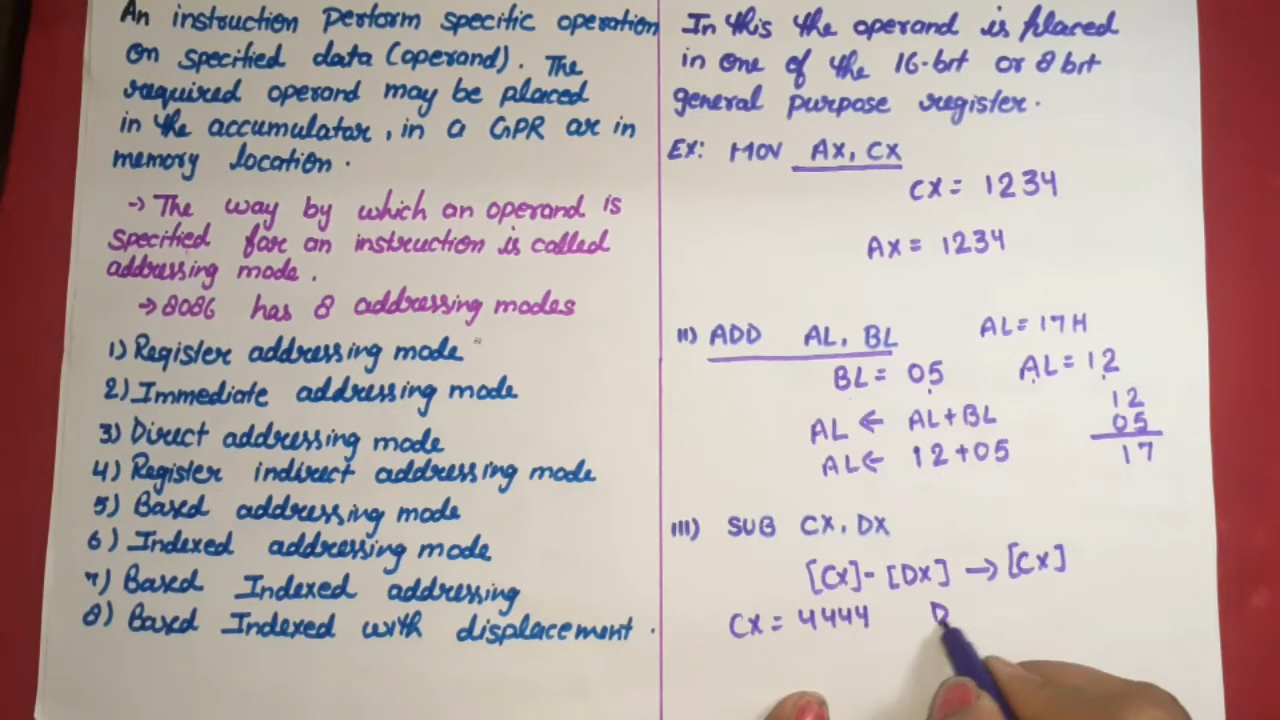 An instruction perform specific operation
on specified data (operand). The
required operand may be placed
in the accumulator, in a GPR or in
memory location.
→ The way by which an operand is
specified for an instruction is called
addressing mode.
→ 8086 has 8 addressing modes
1) Register addressing mode
2) Immediate addressing mode
3) Direct addressing mode
4) Register indirect addressing mode
5) Based addressing mode
6) Indexed addressing mode
7) Based Indexed addressing
8) Based Indexed with displacement.
In this the operand is placed
in one of the 16-bit or 8 bit
general purpose register.
EX: MOV AX, CX
CX = 1234
AX = 1234
II) ADD AL, BL
AL = 17H
BL = 05
AL = 12
AL ← AL+BL
AL ← 12+05
12
05
17
III) SUB CX, DX
[CX]-[DX] → [CX]
CX = 4444 D